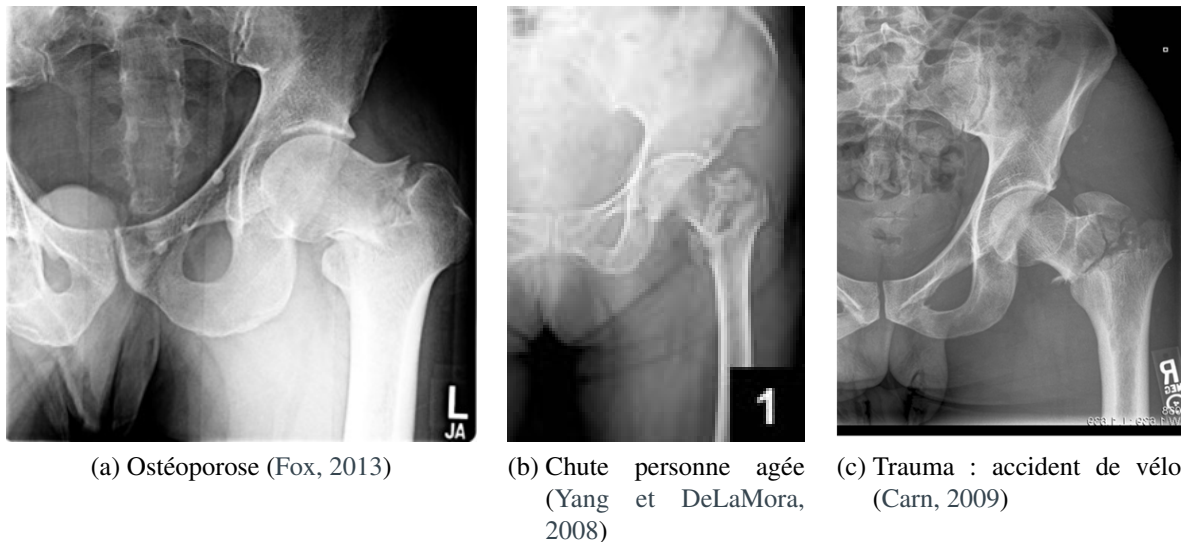 L
JA
1
R
(a) Ostéoporose (Fox, 2013)
(b) Chute personne agée
(Yang et DeLaMora,
2008)
(c) Trauma : accident de vélo
(Carn, 2009)